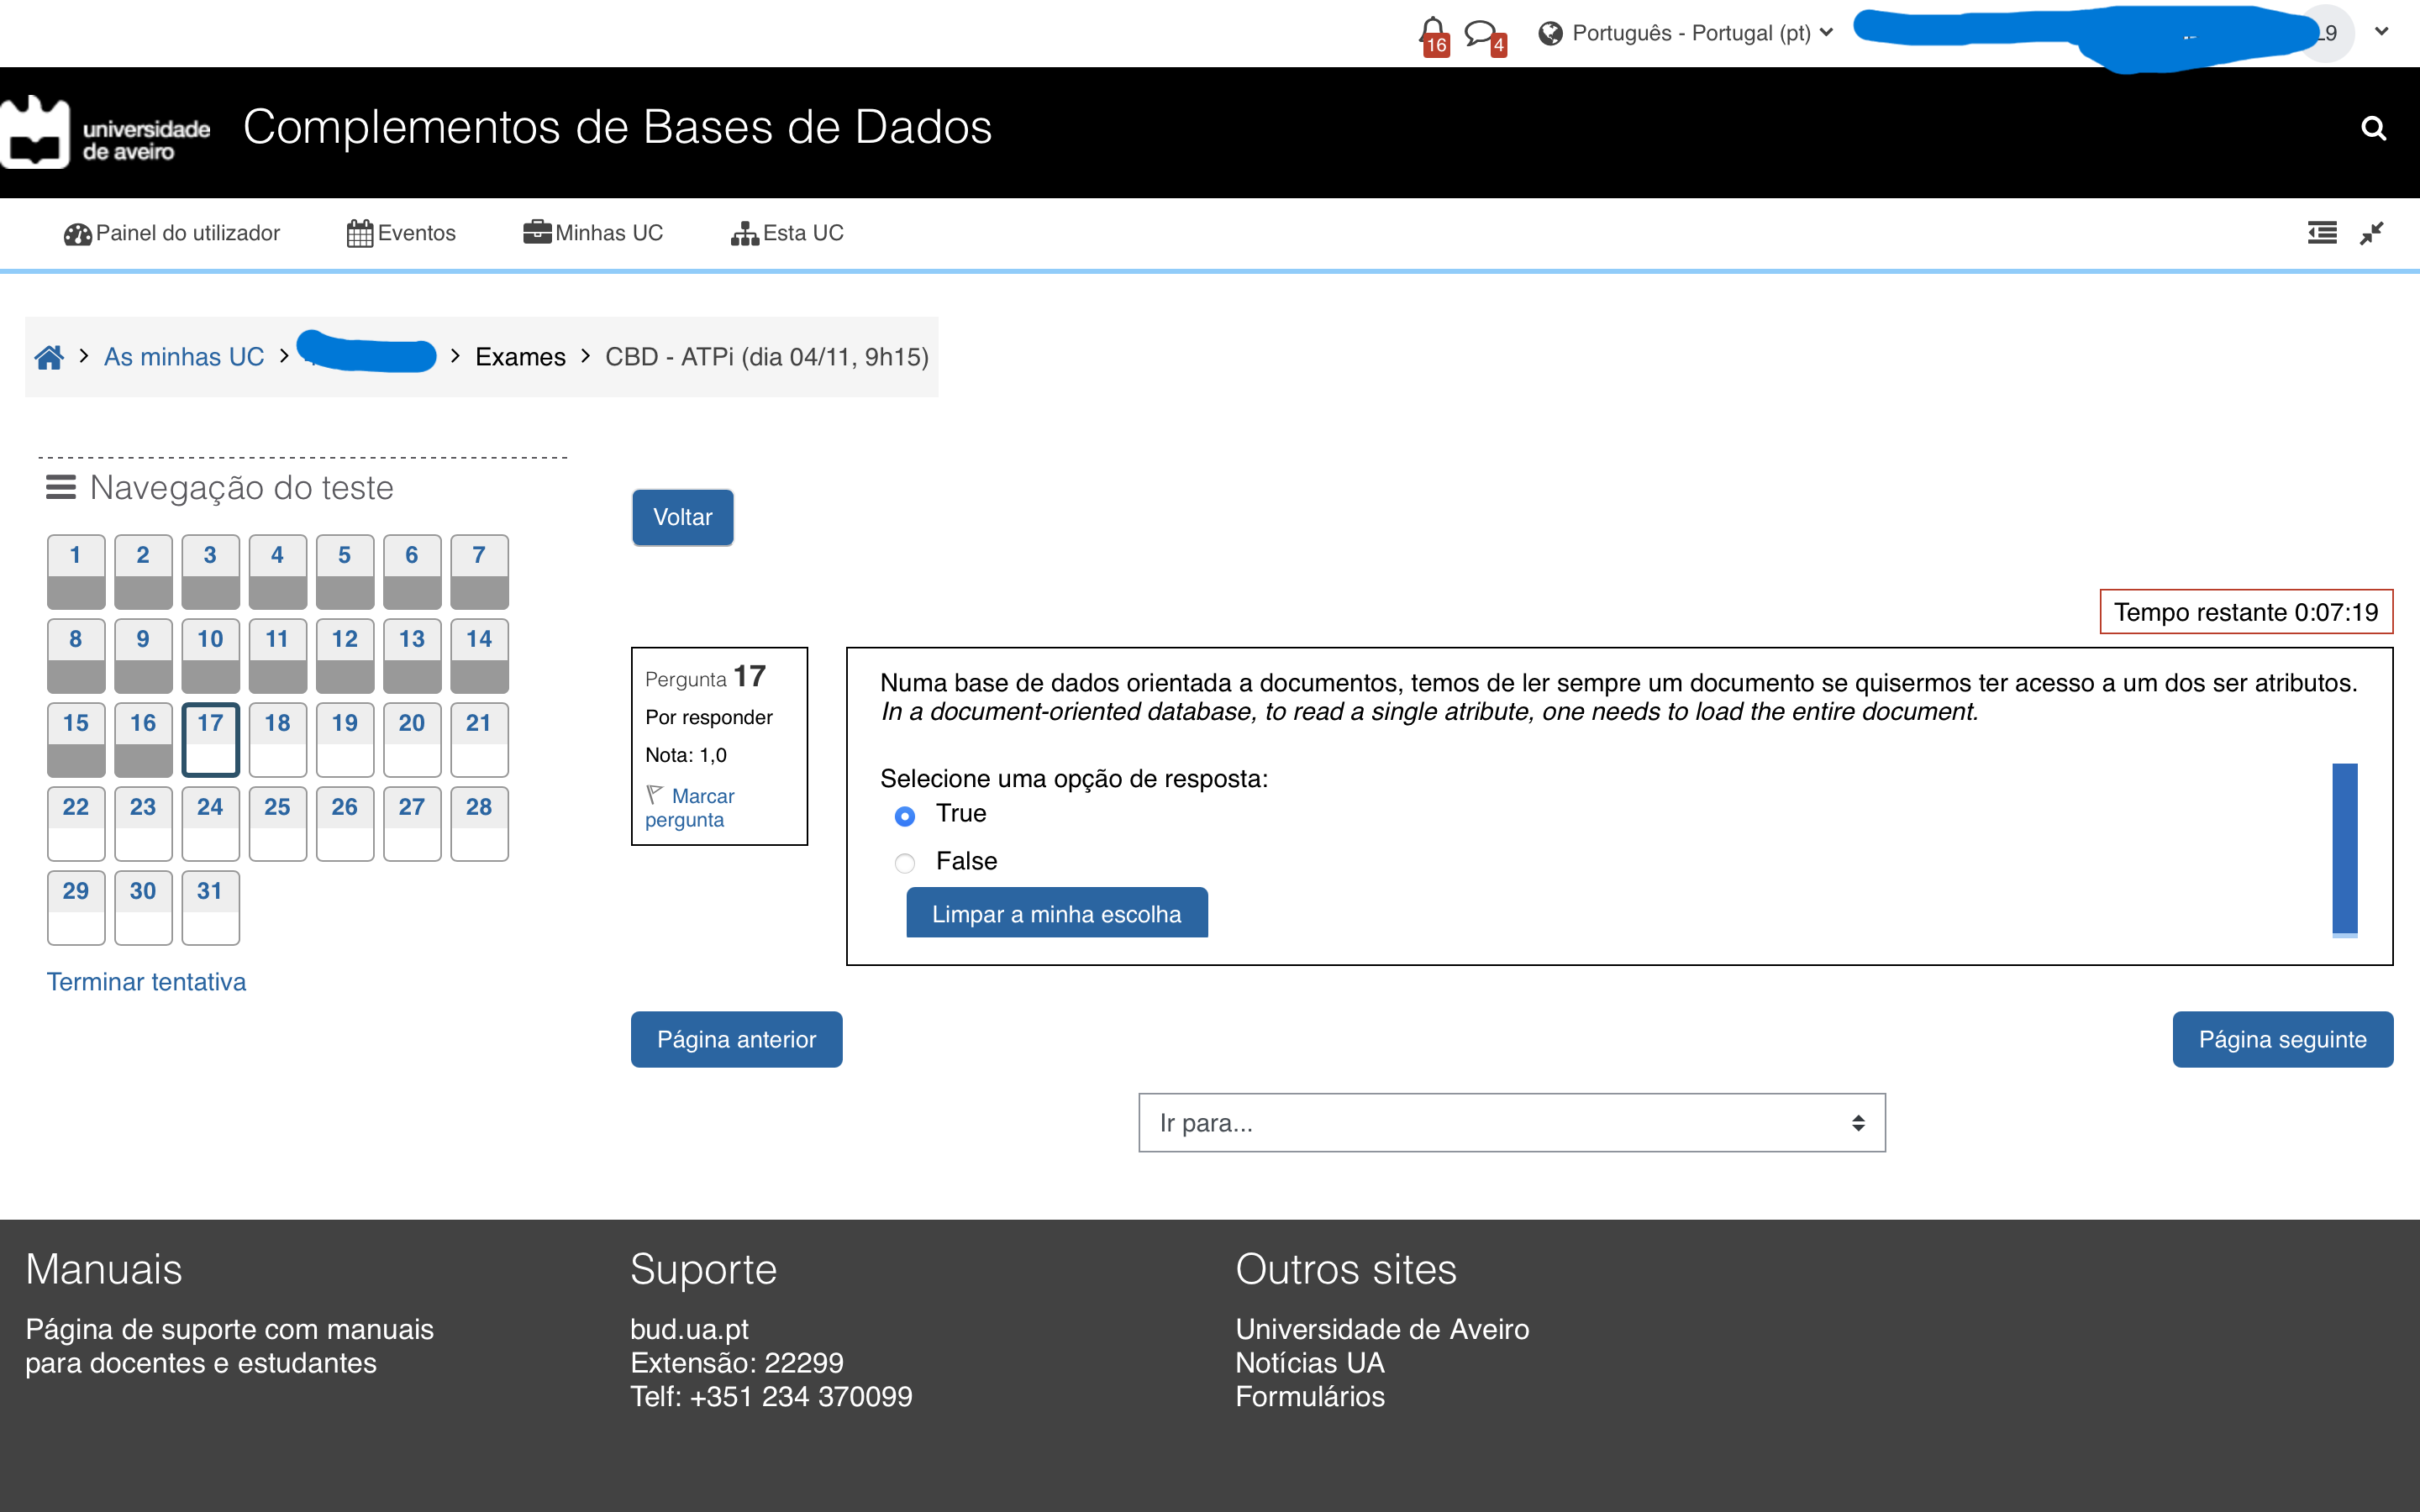 16
4
Português - Portugal (pt)
L9
universidade
de aveiro
Complementos de Bases de Dados
Painel do utilizador
Eventos
Minhas UC
Esta UC
As minhas UC
Exames
CBD - ATPi (dia 04/11, 9h15)
Navegação do teste
1 2 3 4 5 6 7
8 9 10 11 12 13 14
15 16 17 18 19 20 21
22 23 24 25 26 27 28
29 30 31
Terminar tentativa
Voltar
Tempo restante 0:07:19
Pergunta 17
Por responder
Nota: 1,0
Marcar
pergunta
Numa base de dados orientada a documentos, temos de ler sempre um documento se quisermos ter acesso a um dos ser atributos.
In a document-oriented database, to read a single atribute, one needs to load the entire document.
Selecione uma opção de resposta:
True
False
Limpar a minha escolha
Página anterior
Página seguinte
Ir para...
Manuais
Página de suporte com manuais
para docentes e estudantes
Suporte
bud.ua.pt
Extensão: 22299
Telf: +351 234 370099
Outros sites
Universidade de Aveiro
Notícias UA
Formulários